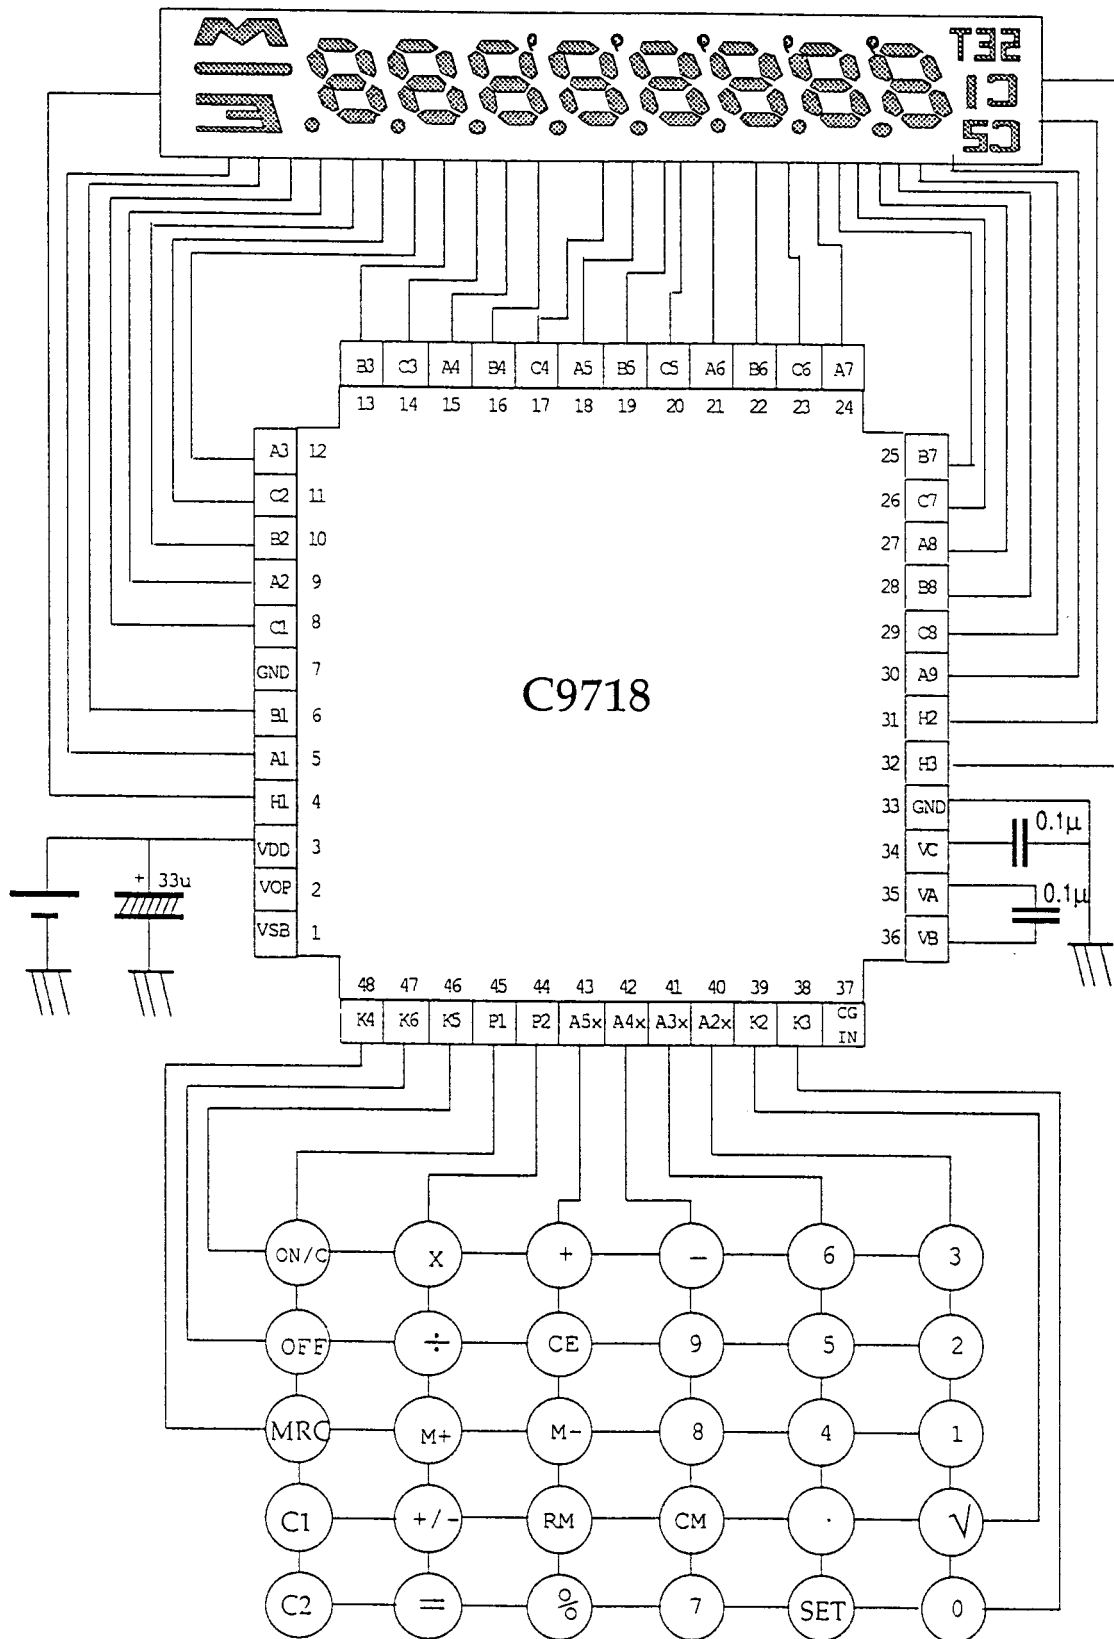 M SET
— C1
E C2
B3 C3 A4 B4 C4 A5 B5 C5 A6 B6 C6 A7
13 14 15 16 17 18 19 20 21 22 23 24
A3 12 25 B7
C2 11 26 C7
B2 10 27 A8
A2 9 28 B8
C1 8 29 C8
GND 7 30 A9
C9718
B1 6 31 H2
A1 5 32 H3
H1 4 33 GND
0.1μ
VDD 3 34 VC
+ 33u
VOP 2 35 VA
0.1μ
VSB 1 36 VB
48 47 46 45 44 43 42 41 40 39 38 37
K4 K6 K5 P1 P2 A5x A4x A3x A2x K2 K3 CG IN
ON/C X + − 6 3
OFF ÷ CE 9 5 2
MRC M+ M- 8 4 1
C1 +/- RM CM . √
C2 = % 7 SET 0